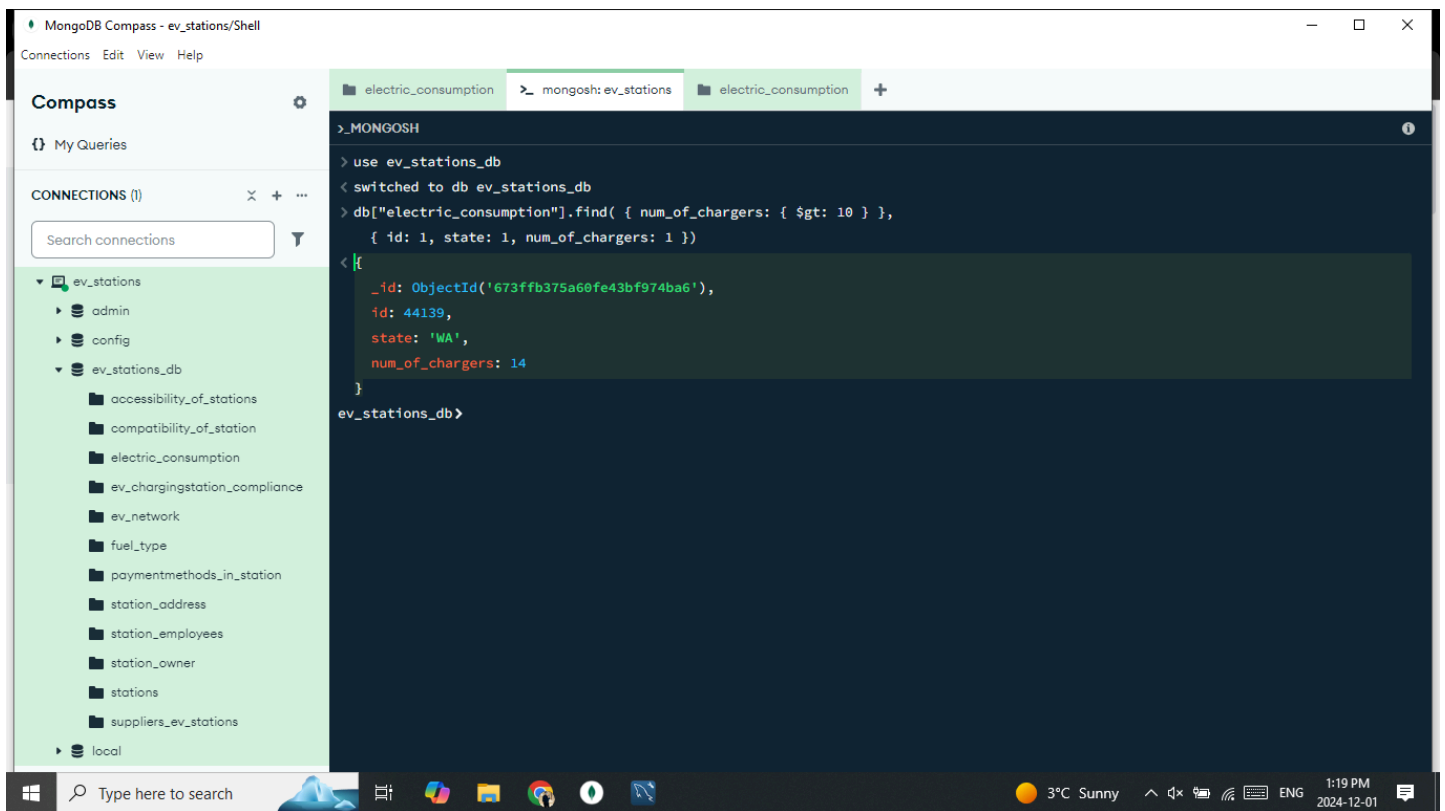 MongoDB Compass - ev_stations/Shell
Connections Edit View Help
Compass
{} My Queries
CONNECTIONS (1)
Search connections
ev_stations
admin
config
ev_stations_db
accessibility_of_stations
compatibility_of_station
electric_consumption
ev_chargingstation_compliance
ev_network
fuel_type
paymentmethods_in_station
station_address
station_employees
station_owner
stations
suppliers_ev_stations
local
electric_consumption >_ mongosh: ev_stations electric_consumption +
>_MONGOSH
> use ev_stations_db
< switched to db ev_stations_db
> db["electric_consumption"].find( { num_of_chargers: { $gt: 10 } },
{ id: 1, state: 1, num_of_chargers: 1 })
< {
_id: ObjectId('673ffb375a60fe43bf974ba6'),
id: 44139,
state: 'WA',
num_of_chargers: 14
}
ev_stations_db>
Type here to search
3°C Sunny
ENG
1:19 PM
2024-12-01